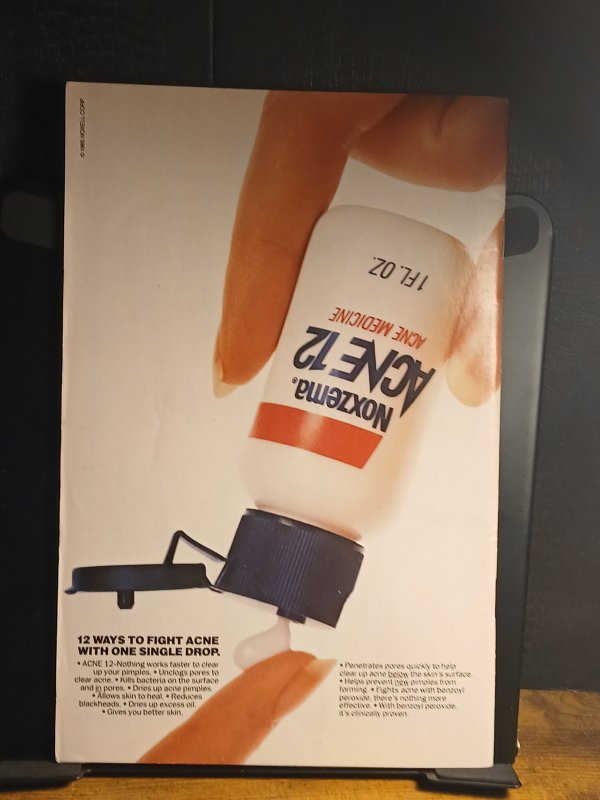 © 1985 NOXELL CORP.
1 FL. OZ.
ACNE MEDICINE
ACNE 12
Noxzema®
12 WAYS TO FIGHT ACNE
WITH ONE SINGLE DROP.
• ACNE 12-Nothing works faster to clear
up your pimples. • Unclogs pores to
clear acne. • Kills bacteria on the surface
and in pores. • Dries up acne pimples.
• Allows skin to heal. • Reduces
blackheads. • Dries up excess oil.
• Gives you better skin.
• Penetrates pores quickly to help
clear up acne below the skin's surface.
• Helps prevent new pimples from
forming. • Fights acne with benzoyl
peroxide, there's nothing more
effective. • With benzoyl peroxide,
it's clinically proven.